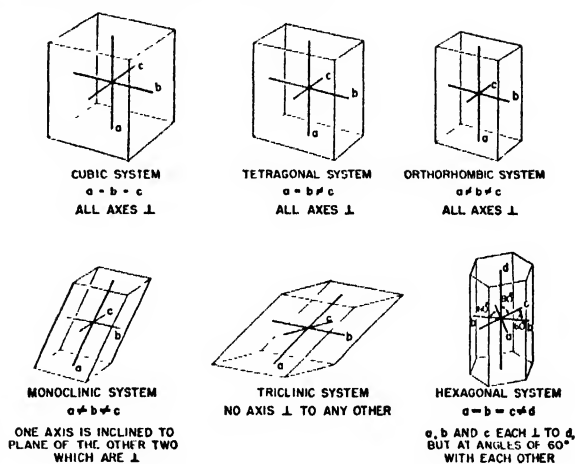 c
b
a
CUBIC SYSTEM
a = b = c
ALL AXES ⊥
c
b
a
TETRAGONAL SYSTEM
a = b ≠ c
ALL AXES ⊥
c
b
a
ORTHORHOMBIC SYSTEM
a ≠ b ≠ c
ALL AXES ⊥
c
b
a
MONOCLINIC SYSTEM
a ≠ b ≠ c
ONE AXIS IS INCLINED TO
PLANE OF THE OTHER TWO
WHICH ARE ⊥
c
b
a
TRICLINIC SYSTEM
NO AXIS ⊥ TO ANY OTHER
d
c
b
a
HEXAGONAL SYSTEM
a = b = c ≠ d
a, b AND c EACH ⊥ TO d,
BUT AT ANGLES OF 60°
WITH EACH OTHER